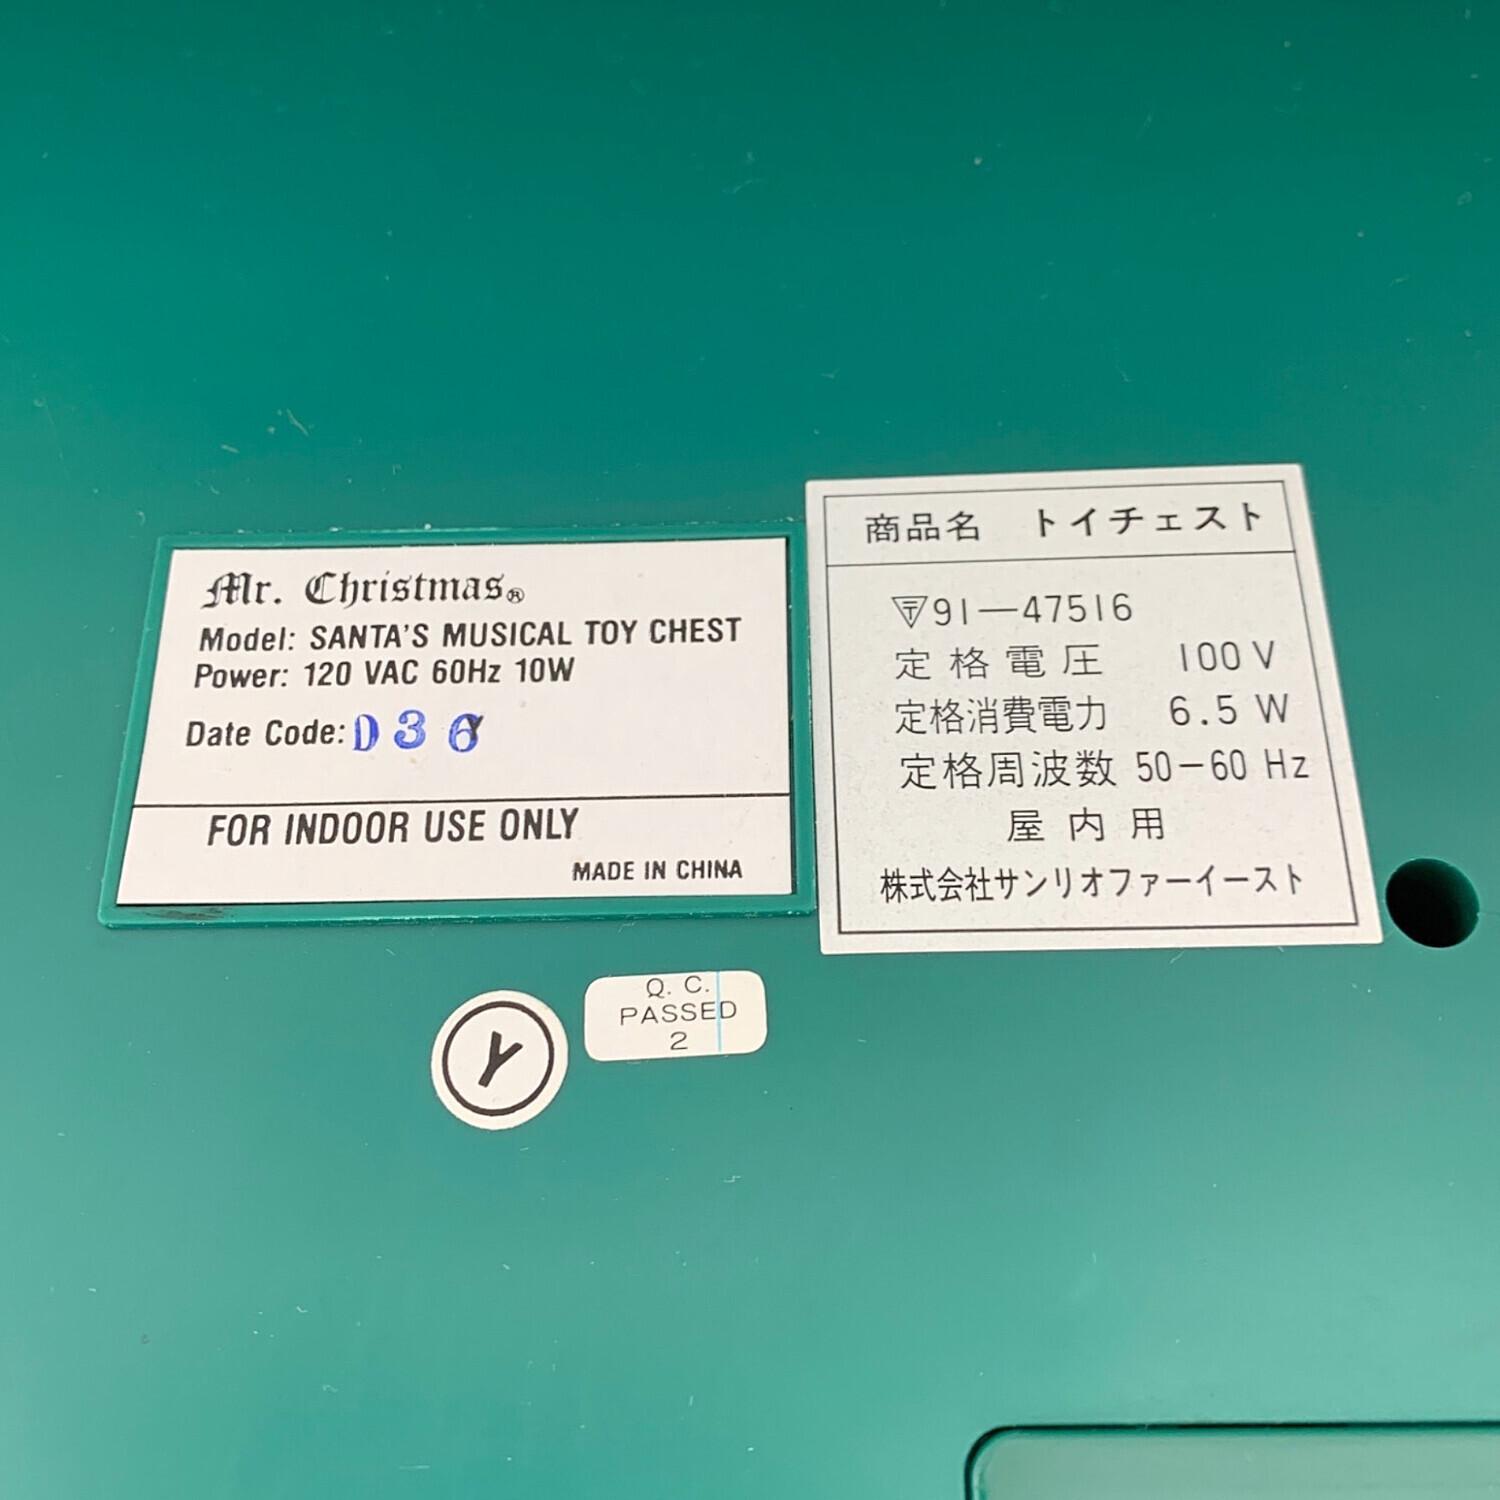 Mr. Christmas®
Model: SANTA'S MUSICAL TOY CHEST
Power: 120 VAC 60Hz 10W
Date Code: D 3 6
FOR INDOOR USE ONLY
MADE IN CHINA
商品名 トイチェスト
91-47516
定格電圧 100V
定格消費電力 6.5W
定格周波数 50-60Hz
屋内用
株式会社サンリオファーイースト
Y
Q. C.
PASSED
2